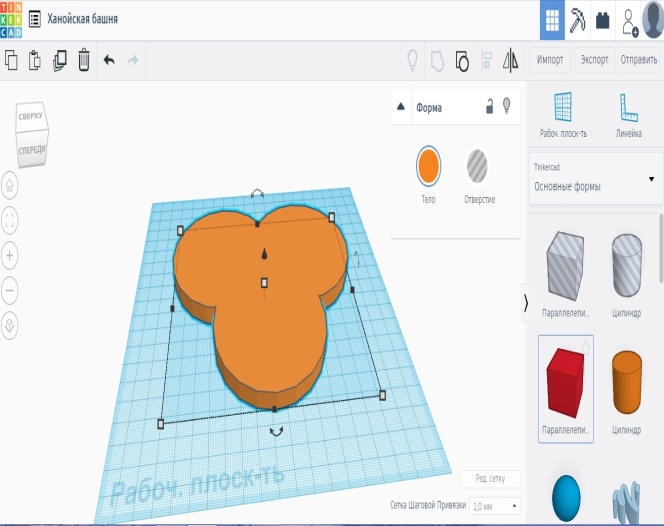 TIN
KER
CAD
Ханойская башня
Импорт
Экспорт
Отправить
СВЕРХУ
СПЕРЕДИ
Форма
Тело
Отверстие
Рабоч. плоск-ть
Линейка
Tinkercad
Основные формы
Параллелепи...
Цилиндр
Параллелепи...
Цилиндр
Рабоч. плоск-ть
Ред. сетку
Сетка Шаговой Привязки
1,0 мм